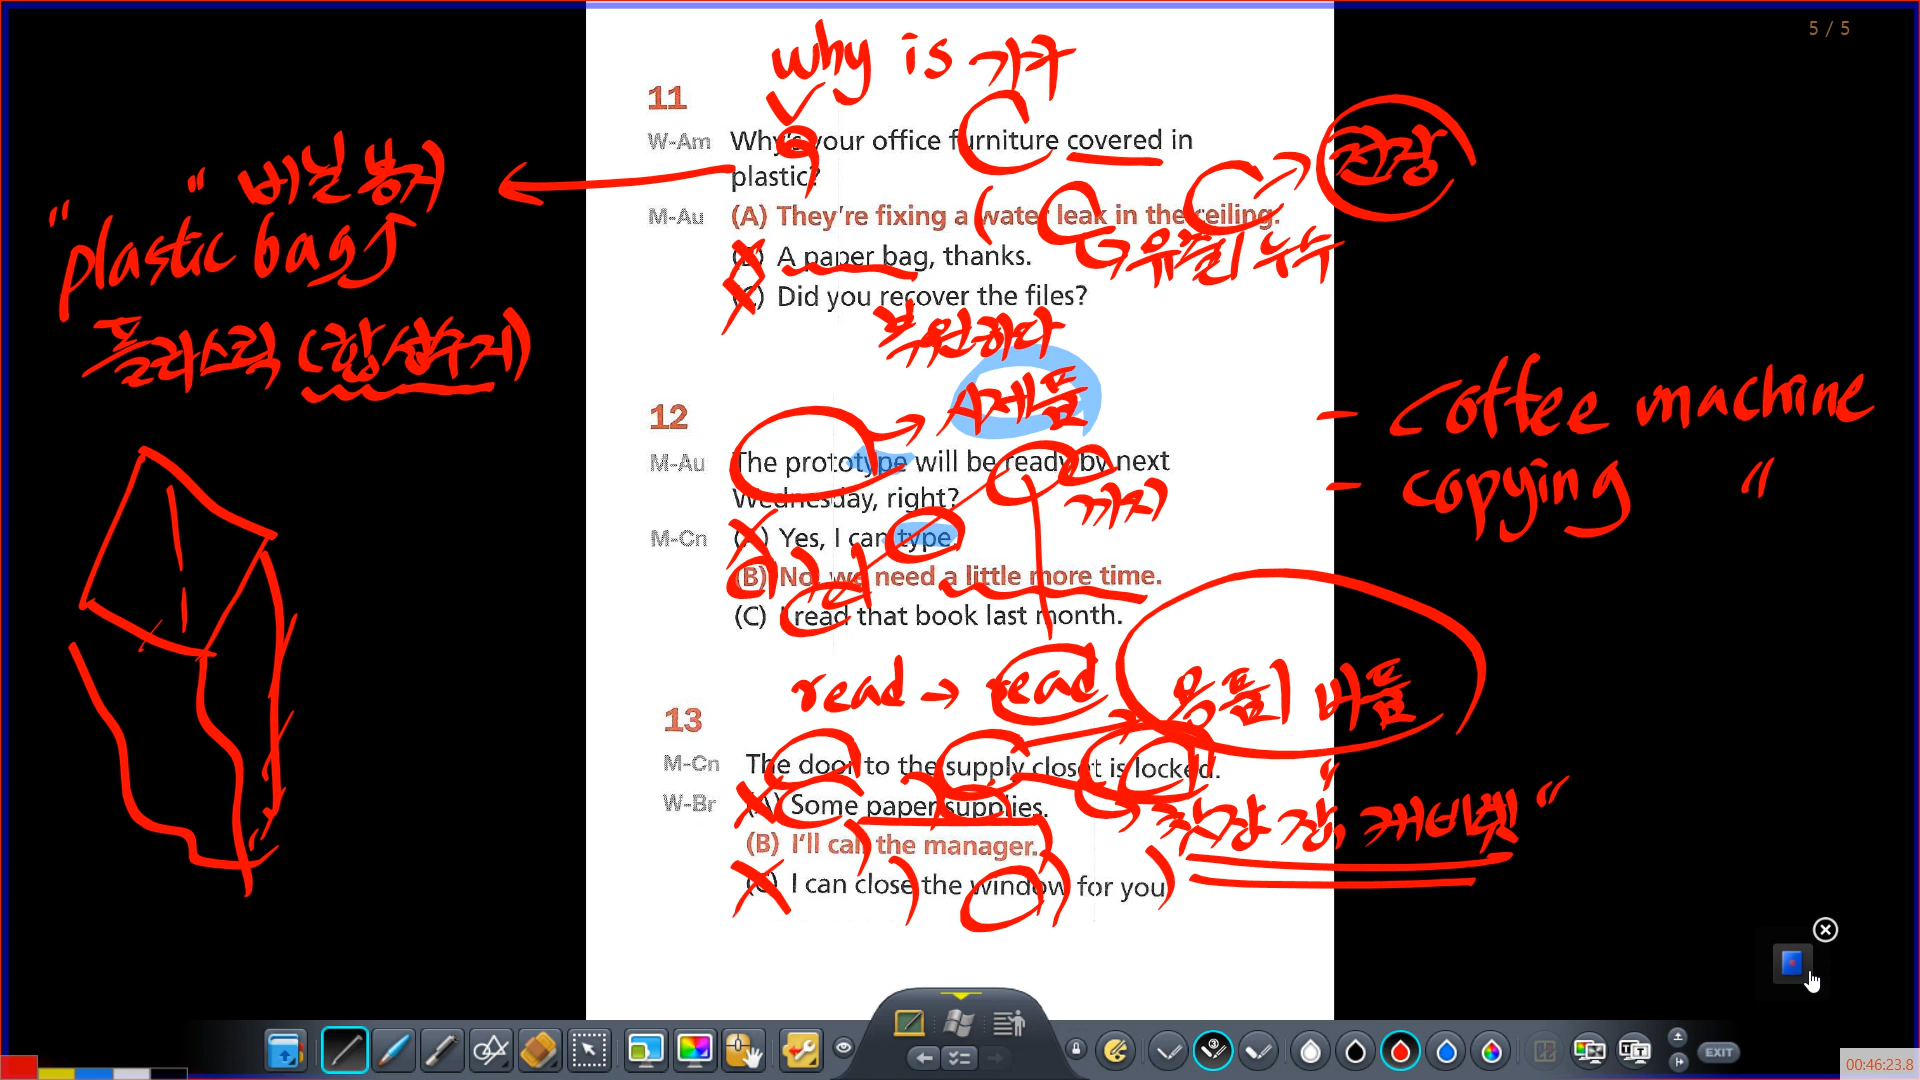 5 / 5
why is 가구
11
W-Am Why's your office furniture covered in
plastic?
M-Au (A) They're fixing a water leak in the ceiling.
(B) A paper bag, thanks.
(C) Did you recover the files?
천장
유출 누수
복원하다
" 비닐봉지
"plastic bag
플라스틱 (합성수지)
시제품
12
M-Au The prototype will be ready by next
Wednesday, right?
까지
M-Cn (A) Yes, I can type.
(B) No, we need a little more time.
(C) I read that book last month.
- coffee machine
- copying "
read → read
용품 비품
13
M-Cn The door to the supply closet is locked.
W-Br (A) Some paper supplies.
(B) I'll call the manager.
(C) I can close the window for you.
캐비넷"
EXIT
00:46:23.8